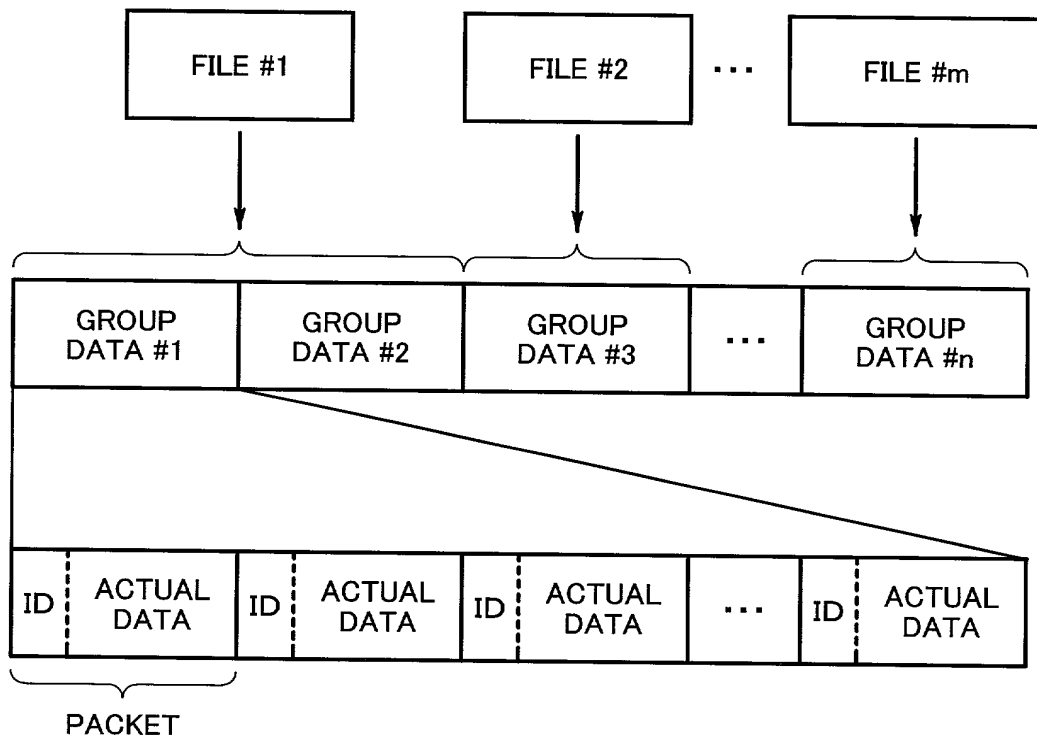 FILE #1
FILE #2
...
FILE #m
GROUP
DATA #1
GROUP
DATA #2
GROUP
DATA #3
...
GROUP
DATA #n
ID
ACTUAL
DATA
ID
ACTUAL
DATA
ID
ACTUAL
DATA
...
ID
ACTUAL
DATA
PACKET